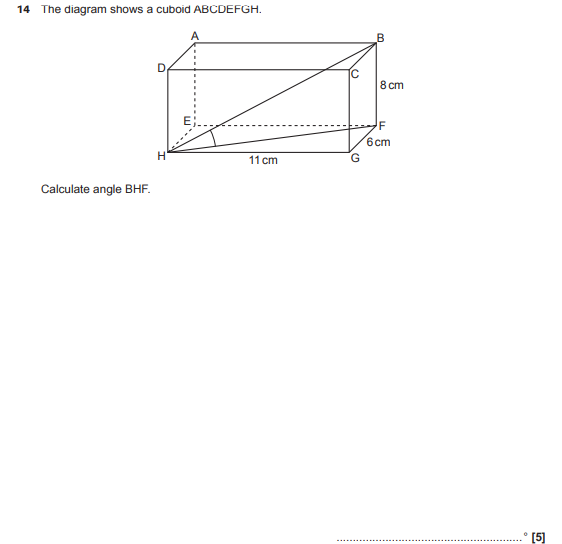 14 The diagram shows a cuboid ABCDEFGH.
A
B
D
C
8 cm
E
F
6 cm
H
11 cm
G
Calculate angle BHF.
........................................................° [5]